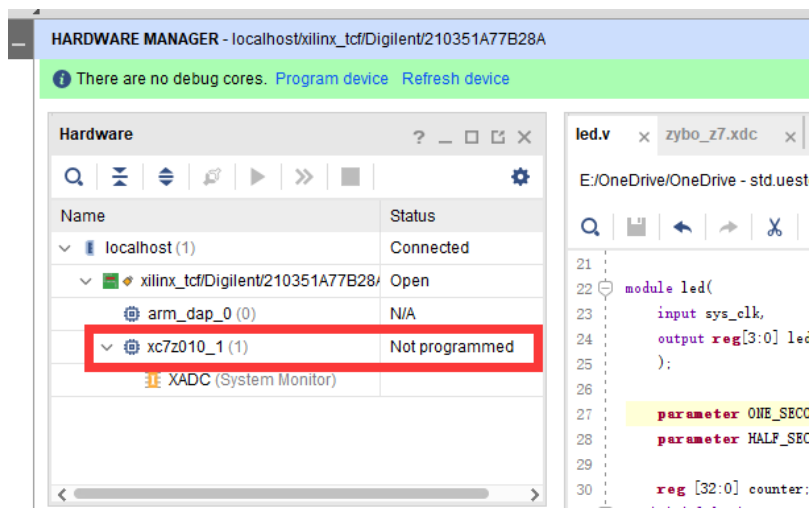 HARDWARE MANAGER - localhost/xilinx_tcf/Digilent/210351A77B28A
There are no debug cores. Program device Refresh device
Hardware
Name Status
localhost (1) Connected
xilinx_tcf/Digilent/210351A77B28A Open
arm_dap_0 (0) N/A
xc7z010_1 (1) Not programmed
XADC (System Monitor)
led.v zybo_z7.xdc
E:/OneDrive/OneDrive - std.uest
21
22 module led(
23 input sys_clk,
24 output reg[3:0] led
25 );
26
27 parameter ONE_SECO
28 parameter HALF_SEC
29
30 reg [32:0] counter;